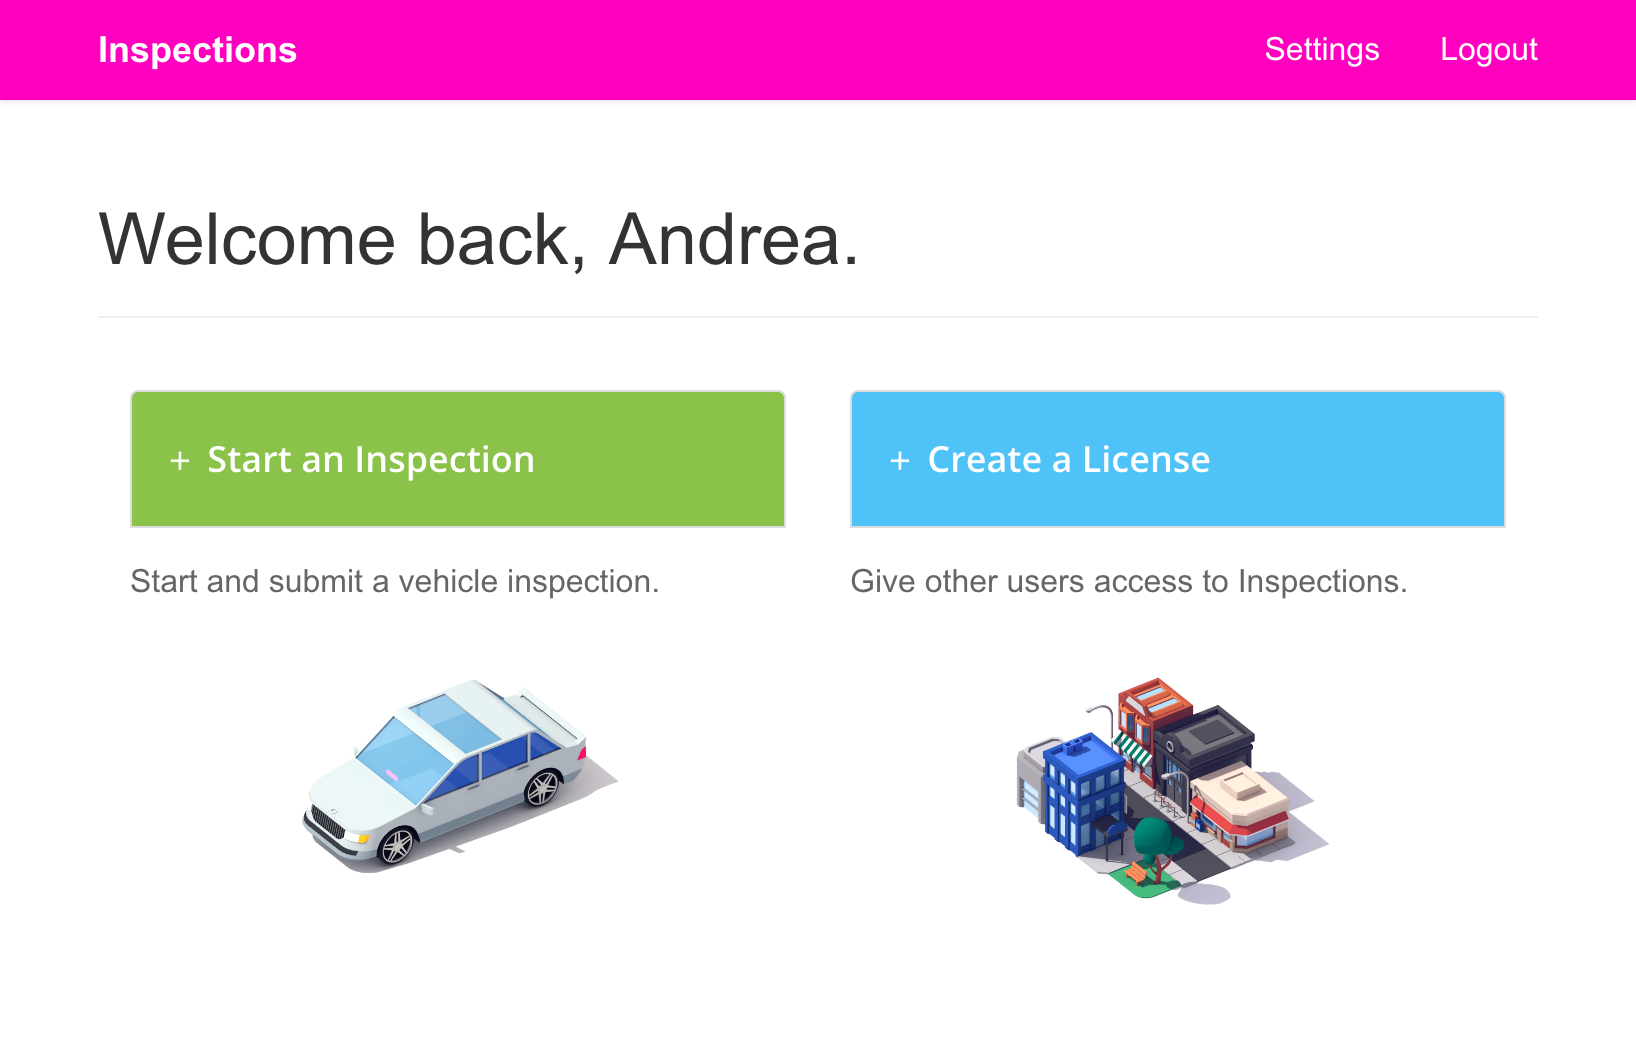 Inspections
Settings
Logout
Welcome back, Andrea.
+ Start an Inspection
+ Create a License
Start and submit a vehicle inspection.
Give other users access to Inspections.